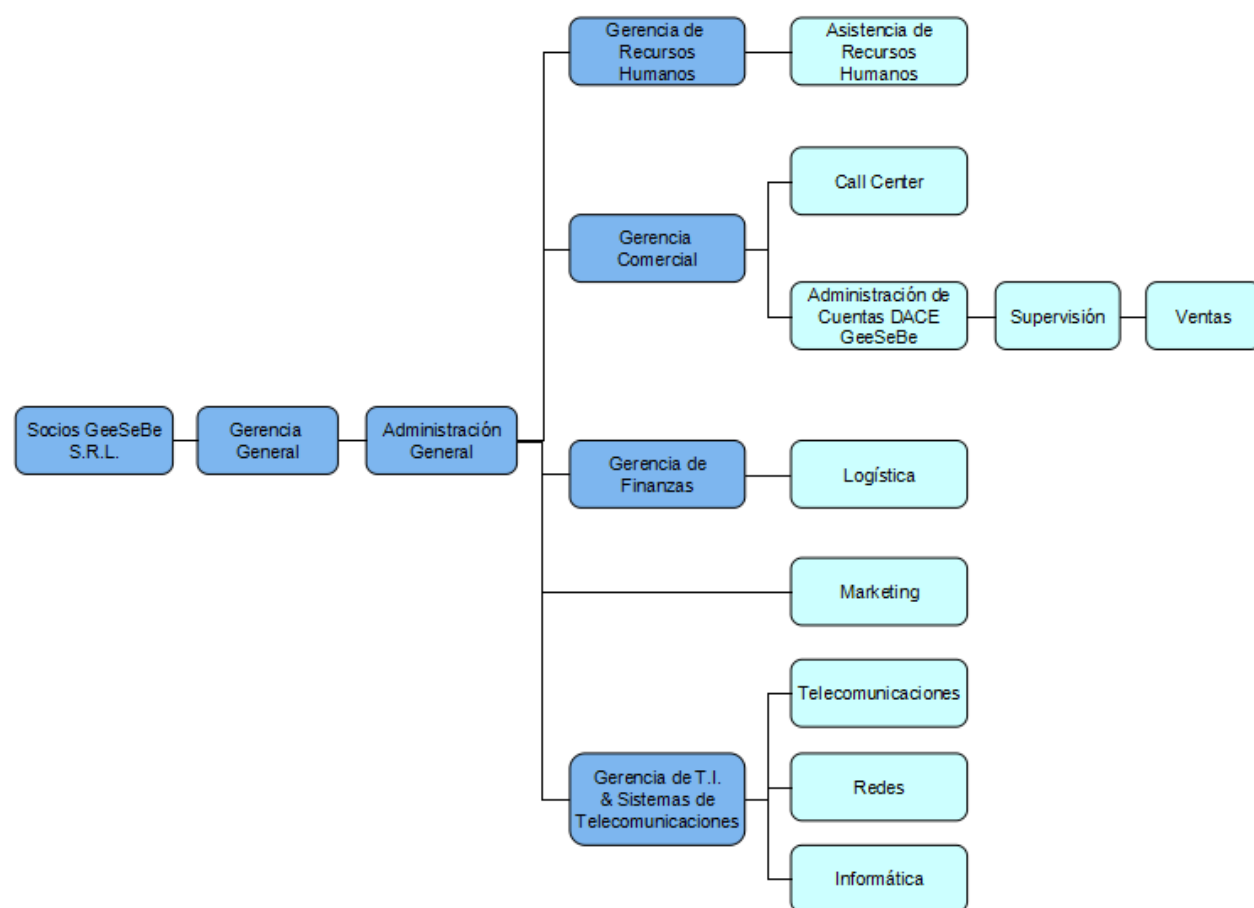 Gerencia de
Recursos
Humanos
Asistencia de
Recursos
Humanos
Call Center
Gerencia
Comercial
Administración de
Cuentas DACE
GeeSeBe
Supervisión
Ventas
Socios GeeSeBe
S.R.L.
Gerencia
General
Administración
General
Gerencia de
Finanzas
Logística
Marketing
Telecomunicaciones
Gerencia de T.I.
& Sistemas de
Telecomunicaciones
Redes
Informática